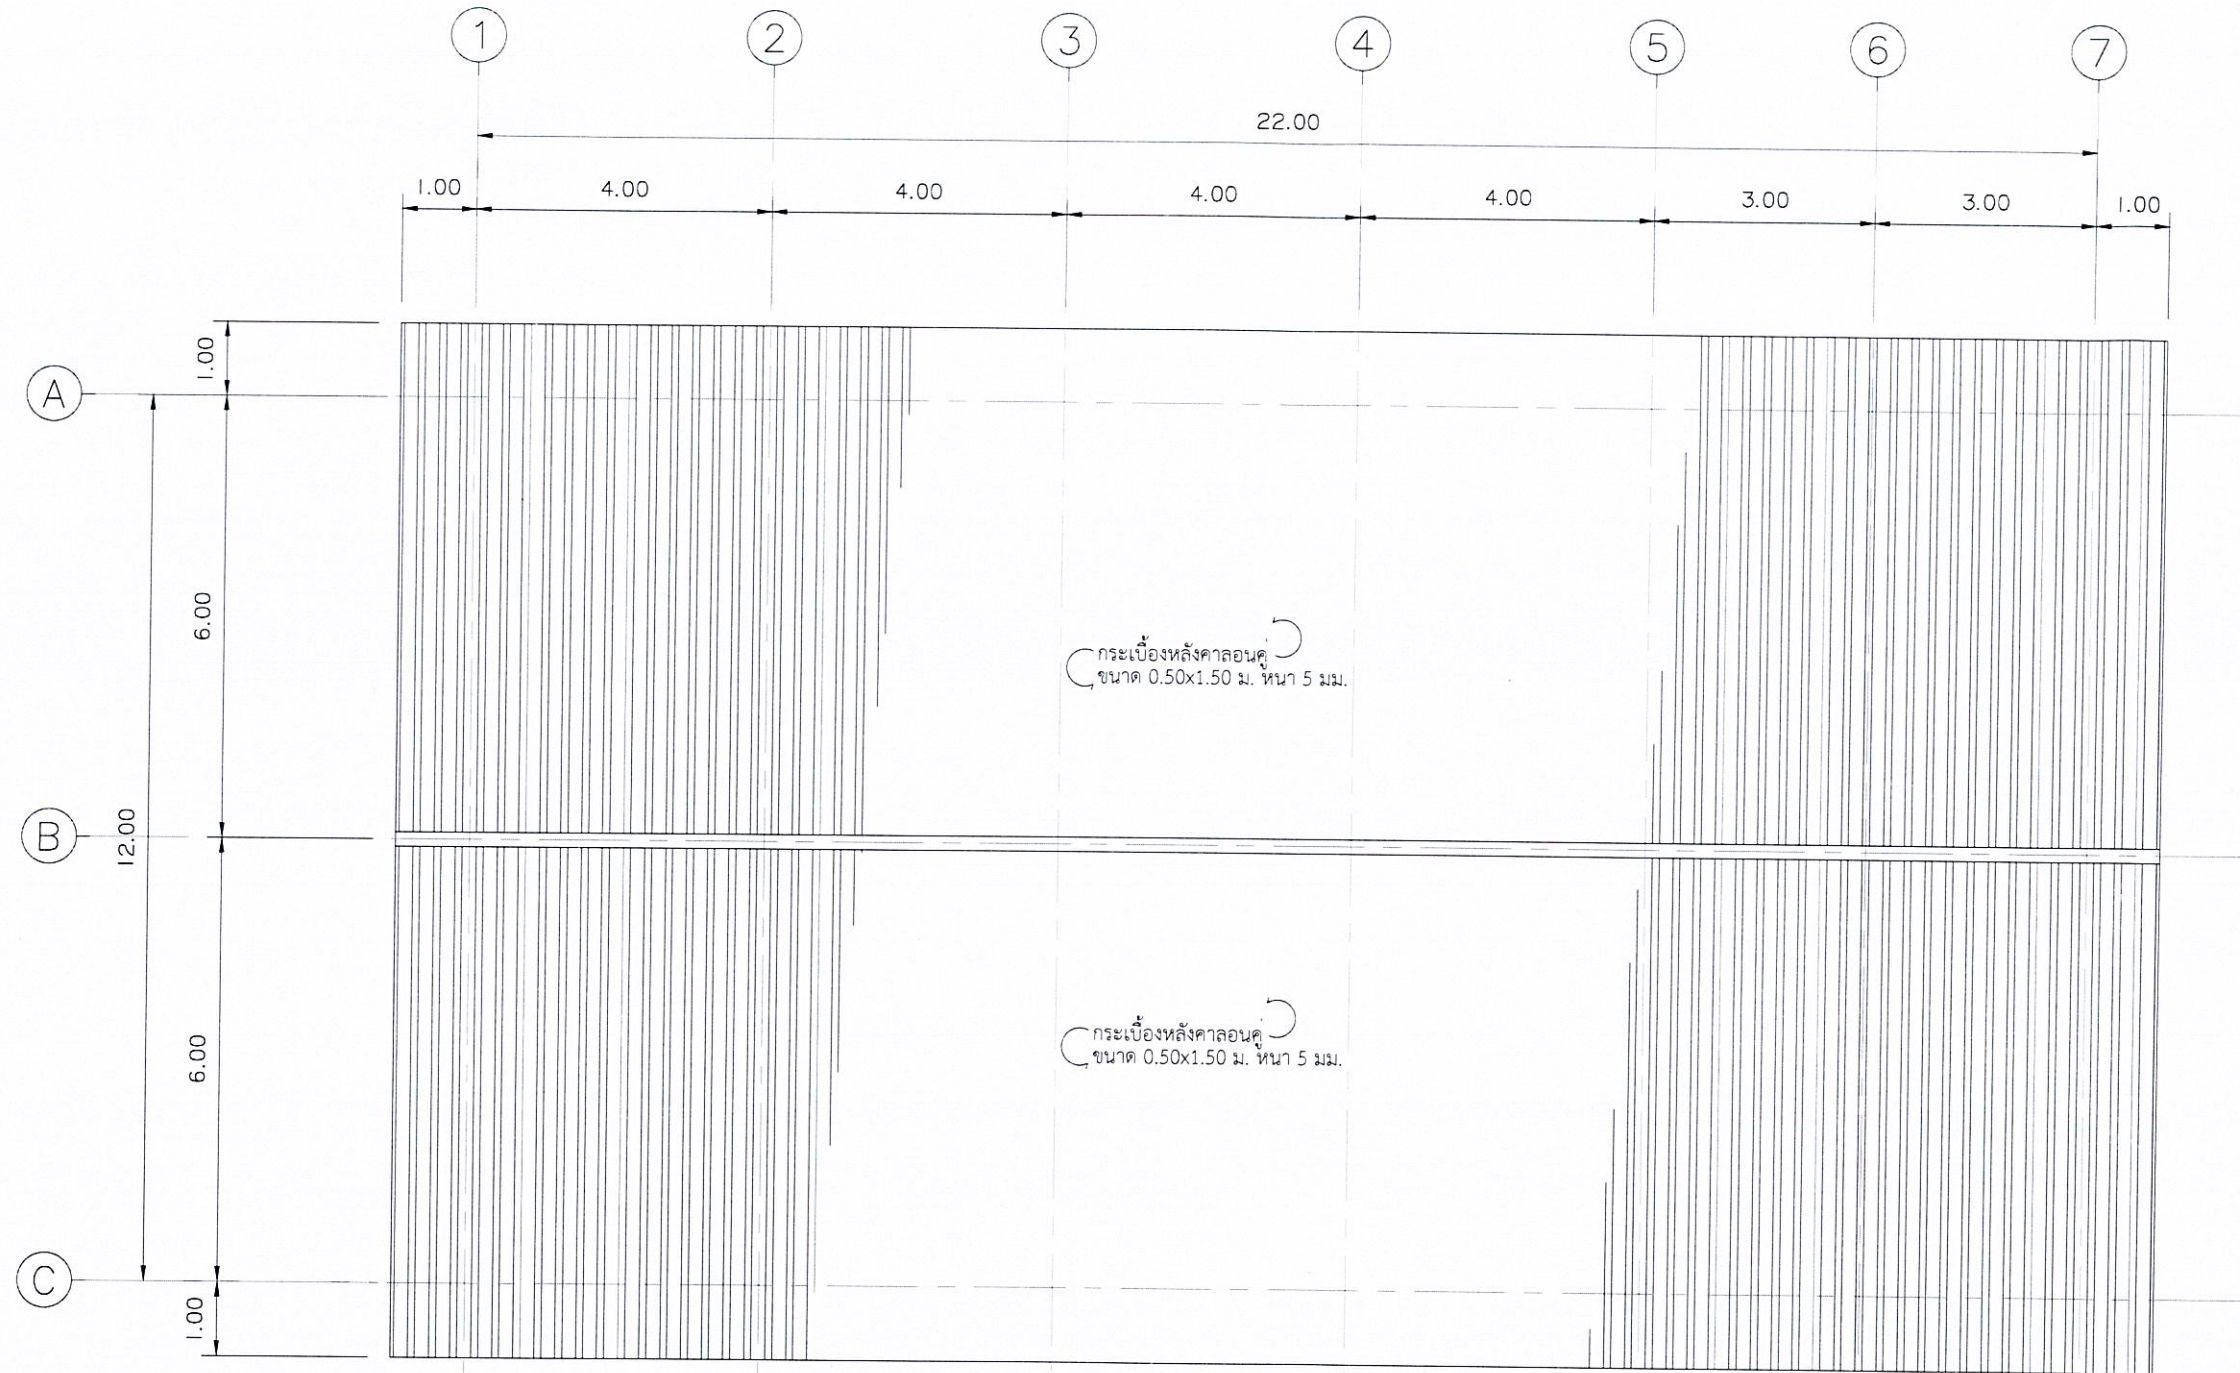 1 2 3 4 5 6 7
22.00
1.00 4.00 4.00 4.00 4.00 3.00 3.00 1.00
1.00
A
6.00
กระเบื้องหลังคาลอนคู่
ขนาด 0.50x1.50 ม. หนา 5 มม.
B
12.00
กระเบื้องหลังคาลอนคู่
ขนาด 0.50x1.50 ม. หนา 5 มม.
6.00
C
1.00